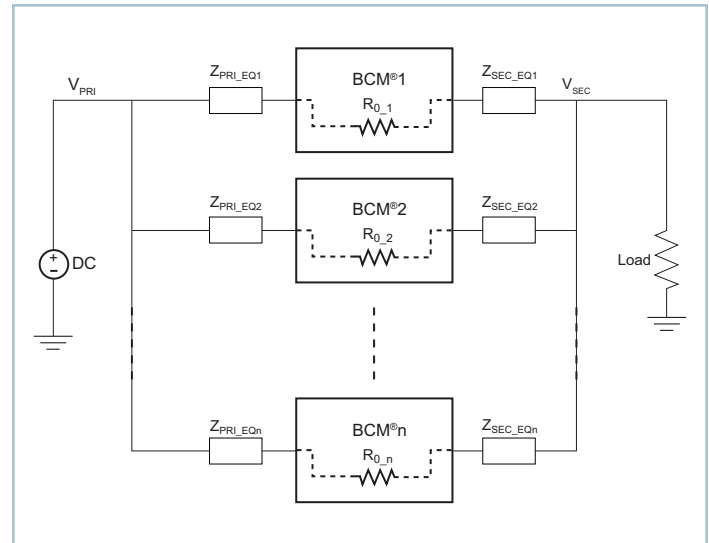 V_PRI
Z_PRI_EQ1
BCM®1
R_0_1
Z_SEC_EQ1
V_SEC
Z_PRI_EQ2
BCM®2
R_0_2
Z_SEC_EQ2
+
–
DC
Load
Z_PRI_EQn
BCM®n
R_0_n
Z_SEC_EQn